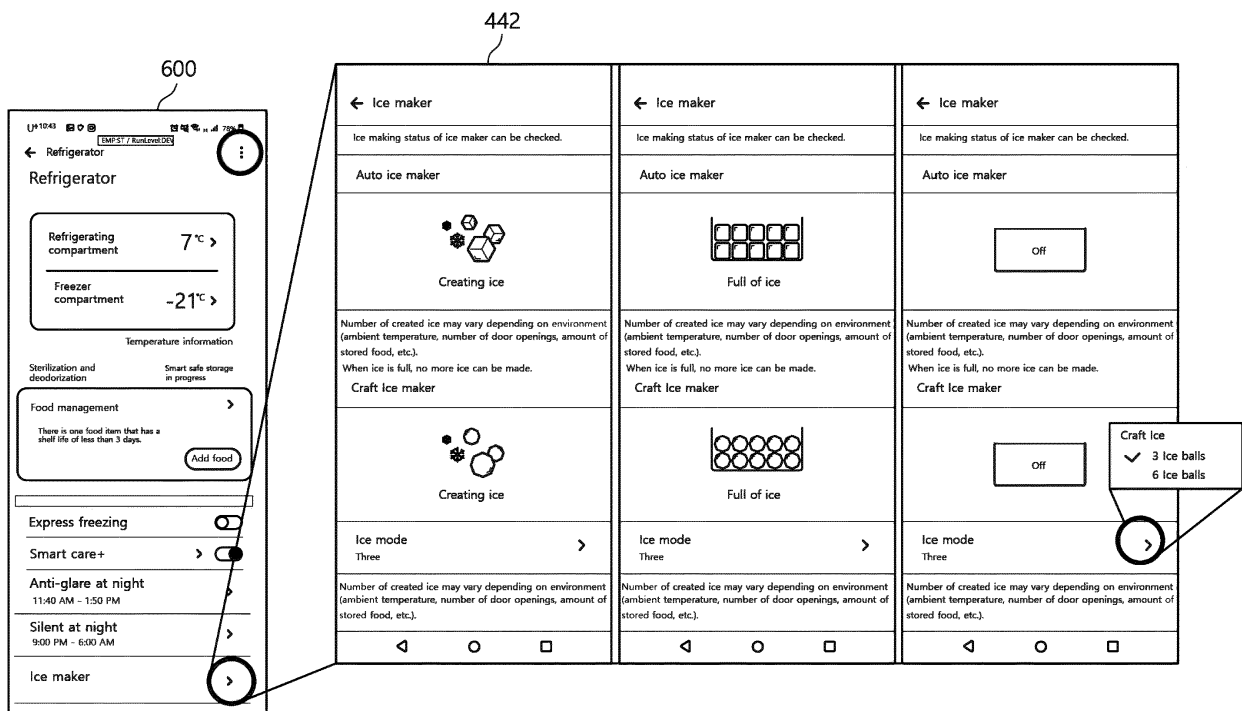 442
600
U+10:43 78%
EMP:ST / RunLevel:DEV
Refrigerator
Refrigerator
Refrigerating
compartment
7°C
Freezer
compartment
-21°C
Temperature information
Sterilization and
deodorization
Smart safe storage
in progress
Food management
There is one food item that has a
shelf life of less than 3 days.
Add food
Express freezing
Smart care+
Anti-glare at night
11:40 AM – 1:50 PM
Silent at night
9:00 PM – 6:00 AM
Ice maker
Ice maker
Ice making status of ice maker can be checked.
Auto ice maker
Creating ice
Number of created ice may vary depending on environment
(ambient temperature, number of door openings, amount of
stored food, etc.).
When ice is full, no more ice can be made.
Craft Ice maker
Creating ice
Ice mode
Three
Number of created ice may vary depending on environment
(ambient temperature, number of door openings, amount of
stored food, etc.).
Ice maker
Ice making status of ice maker can be checked.
Auto ice maker
Full of ice
Number of created ice may vary depending on environment
(ambient temperature, number of door openings, amount of
stored food, etc.).
When ice is full, no more ice can be made.
Craft Ice maker
Full of ice
Ice mode
Three
Number of created ice may vary depending on environment
(ambient temperature, number of door openings, amount of
stored food, etc.).
Ice maker
Ice making status of ice maker can be checked.
Auto ice maker
Off
Number of created ice may vary depending on environment
(ambient temperature, number of door openings, amount of
stored food, etc.).
When ice is full, no more ice can be made.
Craft Ice maker
Off
Ice mode
Three
Number of created ice may vary depending on environment
(ambient temperature, number of door openings, amount of
stored food, etc.).
Craft Ice
3 Ice balls
6 Ice balls